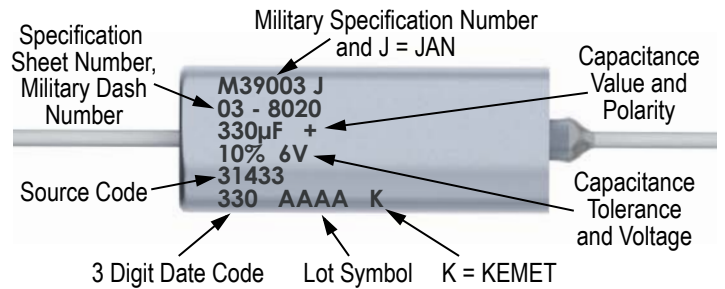 Military Specification Number
and J = JAN
Specification
Sheet Number,
Military Dash
Number
Capacitance
Value and
Polarity
M39003 J
03 - 8020
330µF +
10% 6V
31433
330 AAAA K
Source Code
Capacitance
Tolerance
and Voltage
3 Digit Date Code
Lot Symbol
K = KEMET